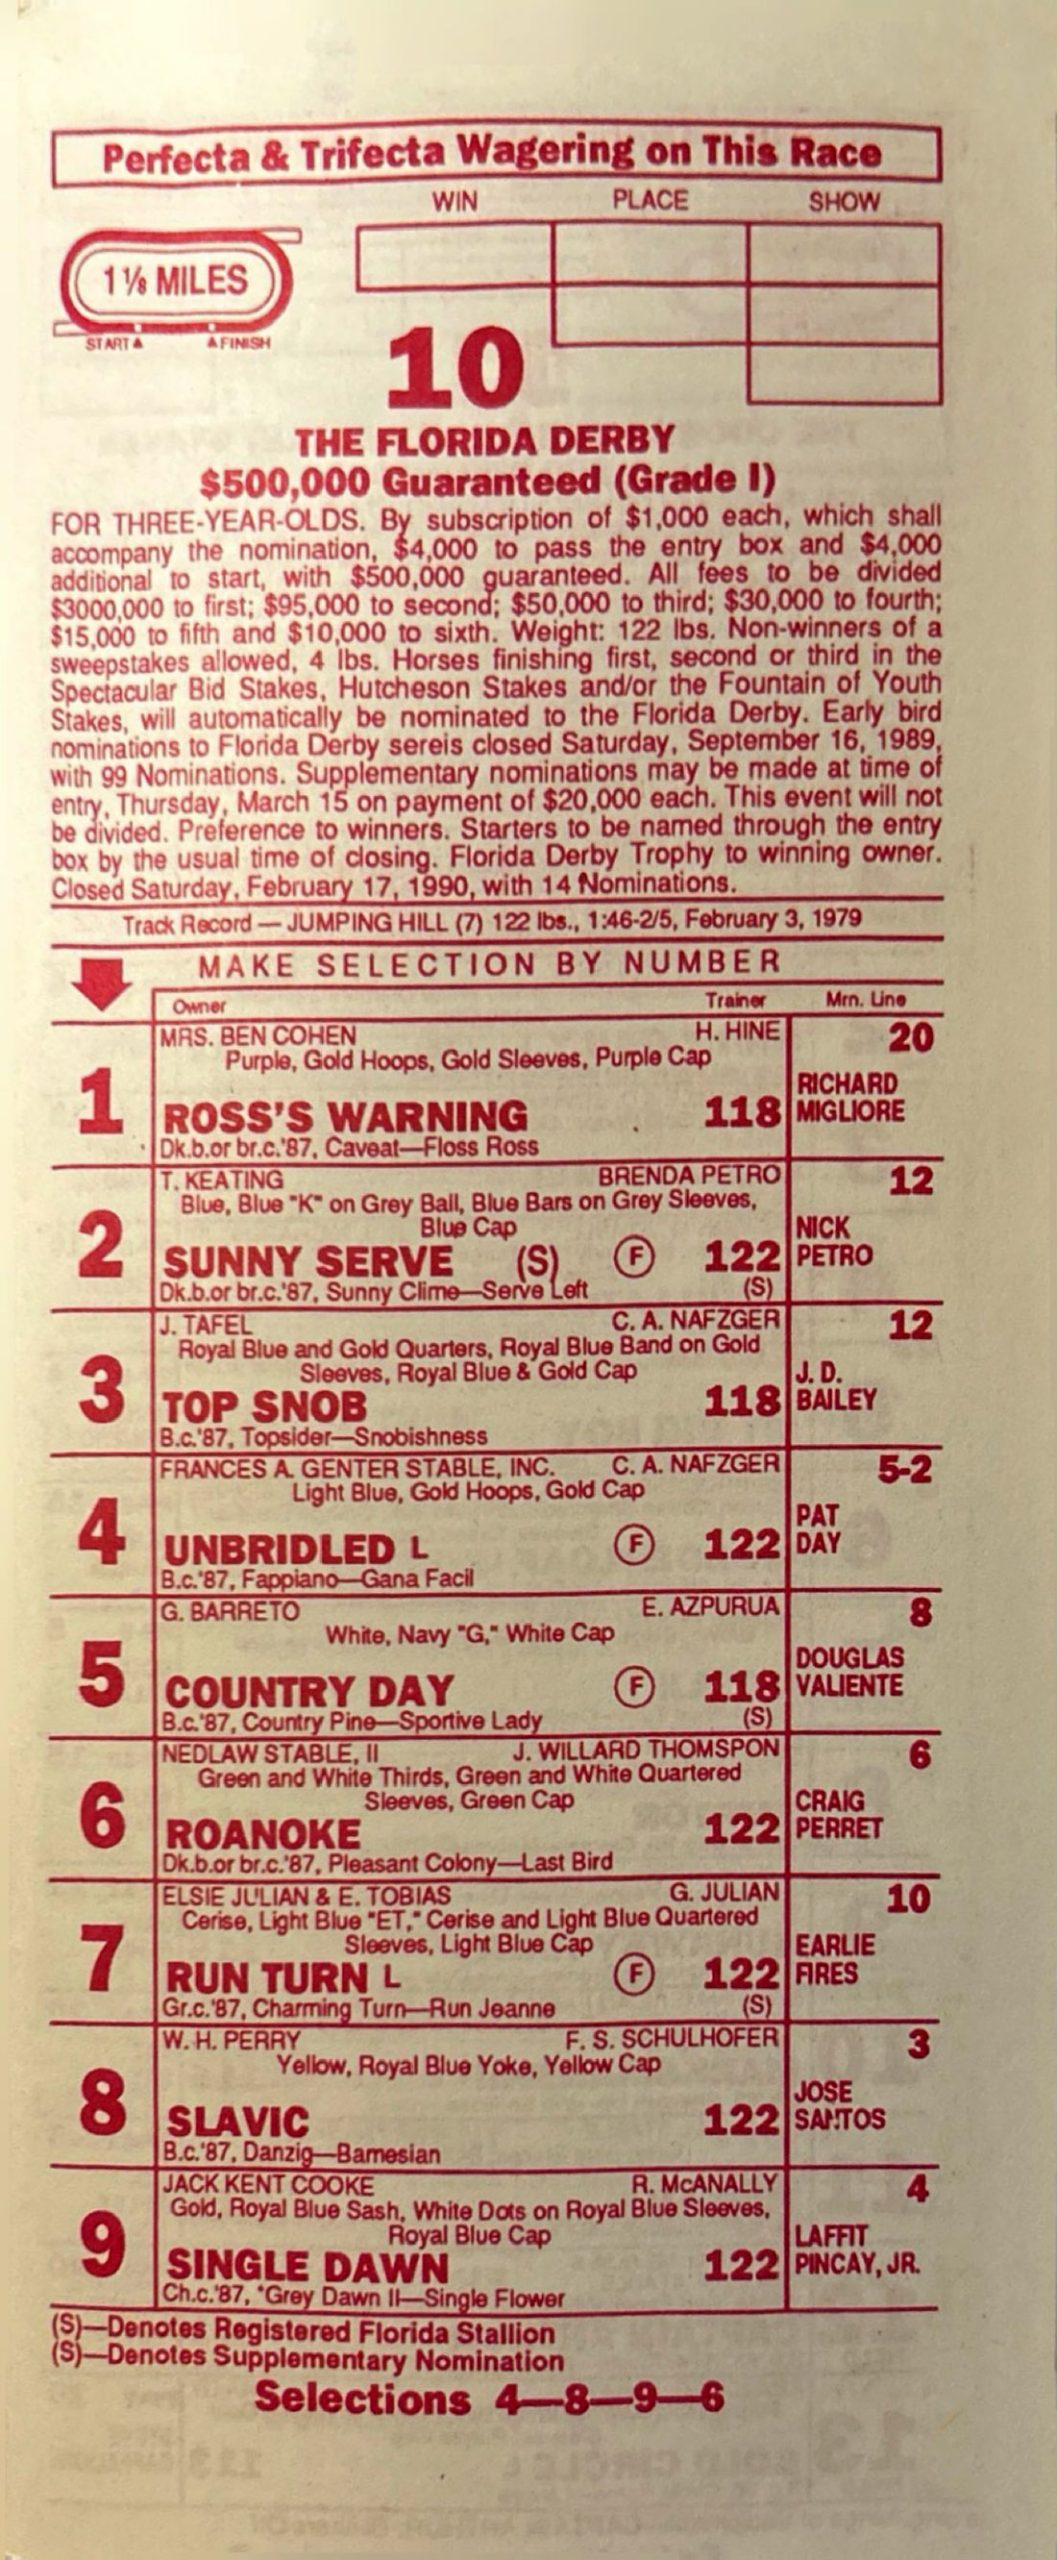 Perfecta & Trifecta Wagering on This Race
WIN PLACE SHOW
1 1/8 MILES
START FINISH
10
THE FLORIDA DERBY
$500,000 Guaranteed (Grade I)
FOR THREE-YEAR-OLDS. By subscription of $1,000 each, which shall
accompany the nomination, $4,000 to pass the entry box and $4,000
additional to start, with $500,000 guaranteed. All fees to be divided
$3000,000 to first; $95,000 to second; $50,000 to third; $30,000 to fourth;
$15,000 to fifth and $10,000 to sixth. Weight: 122 lbs. Non-winners of a
sweepstakes allowed, 4 lbs. Horses finishing first, second or third in the
Spectacular Bid Stakes, Hutcheson Stakes and/or the Fountain of Youth
Stakes, will automatically be nominated to the Florida Derby. Early bird
nominations to Florida Derby sereis closed Saturday, September 16, 1989,
with 99 Nominations. Supplementary nominations may be made at time of
entry, Thursday, March 15 on payment of $20,000 each. This event will not
be divided. Preference to winners. Starters to be named through the entry
box by the usual time of closing. Florida Derby Trophy to winning owner.
Closed Saturday, February 17, 1990, with 14 Nominations.
Track Record — JUMPING HILL (7) 122 lbs., 1:46-2/5, February 3, 1979
MAKE SELECTION BY NUMBER
Owner Trainer Mrn. Line
MRS. BEN COHEN H. HINE 20
Purple, Gold Hoops, Gold Sleeves, Purple Cap
1 ROSS'S WARNING 118 RICHARD MIGLIORE
Dk.b.or br.c.'87, Caveat—Floss Ross
T. KEATING BRENDA PETRO 12
Blue, Blue "K" on Grey Ball, Blue Bars on Grey Sleeves,
Blue Cap
2 SUNNY SERVE (S) F 122 NICK PETRO
Dk.b.or br.c.'87, Sunny Clime—Serve Left (S)
J. TAFEL C. A. NAFZGER 12
Royal Blue and Gold Quarters, Royal Blue Band on Gold
Sleeves, Royal Blue & Gold Cap
3 TOP SNOB 118 J. D. BAILEY
B.c.'87, Topsider—Snobishness
FRANCES A. GENTER STABLE, INC. C. A. NAFZGER 5-2
Light Blue, Gold Hoops, Gold Cap
4 UNBRIDLED L F 122 PAT DAY
B.c.'87, Fappiano—Gana Facil
G. BARRETO E. AZPURUA 8
White, Navy "G," White Cap
5 COUNTRY DAY F 118 DOUGLAS VALIENTE
B.c.'87, Country Pine—Sportive Lady (S)
NEDLAW STABLE, II J. WILLARD THOMSPON 6
Green and White Thirds, Green and White Quartered
Sleeves, Green Cap
6 ROANOKE 122 CRAIG PERRET
Dk.b.or br.c.'87, Pleasant Colony—Last Bird
ELSIE JULIAN & E. TOBIAS G. JULIAN 10
Cerise, Light Blue "ET," Cerise and Light Blue Quartered
Sleeves, Light Blue Cap
7 RUN TURN L F 122 EARLIE FIRES
Gr.c.'87, Charming Turn—Run Jeanne (S)
W. H. PERRY F. S. SCHULHOFER 3
Yellow, Royal Blue Yoke, Yellow Cap
8 SLAVIC 122 JOSE SANTOS
B.c.'87, Danzig—Bamesian
JACK KENT COOKE R. McANALLY 4
Gold, Royal Blue Sash, White Dots on Royal Blue Sleeves,
Royal Blue Cap
9 SINGLE DAWN 122 LAFFIT PINCAY, JR.
Ch.c.'87, *Grey Dawn II—Single Flower
(S)—Denotes Registered Florida Stallion
(S)—Denotes Supplementary Nomination
Selections 4—8—9—6